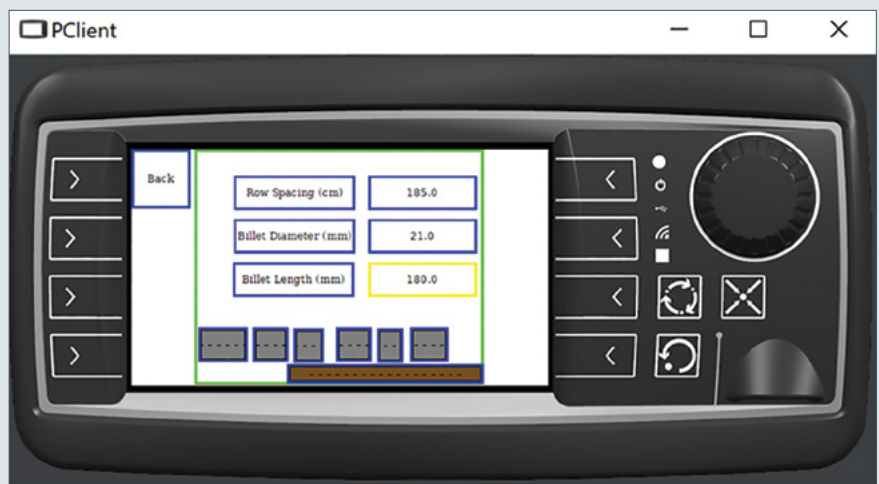 PClient
Back
Row Spacing (cm) 185.0
Billet Diameter (mm) 21.0
Billet Length (mm) 180.0